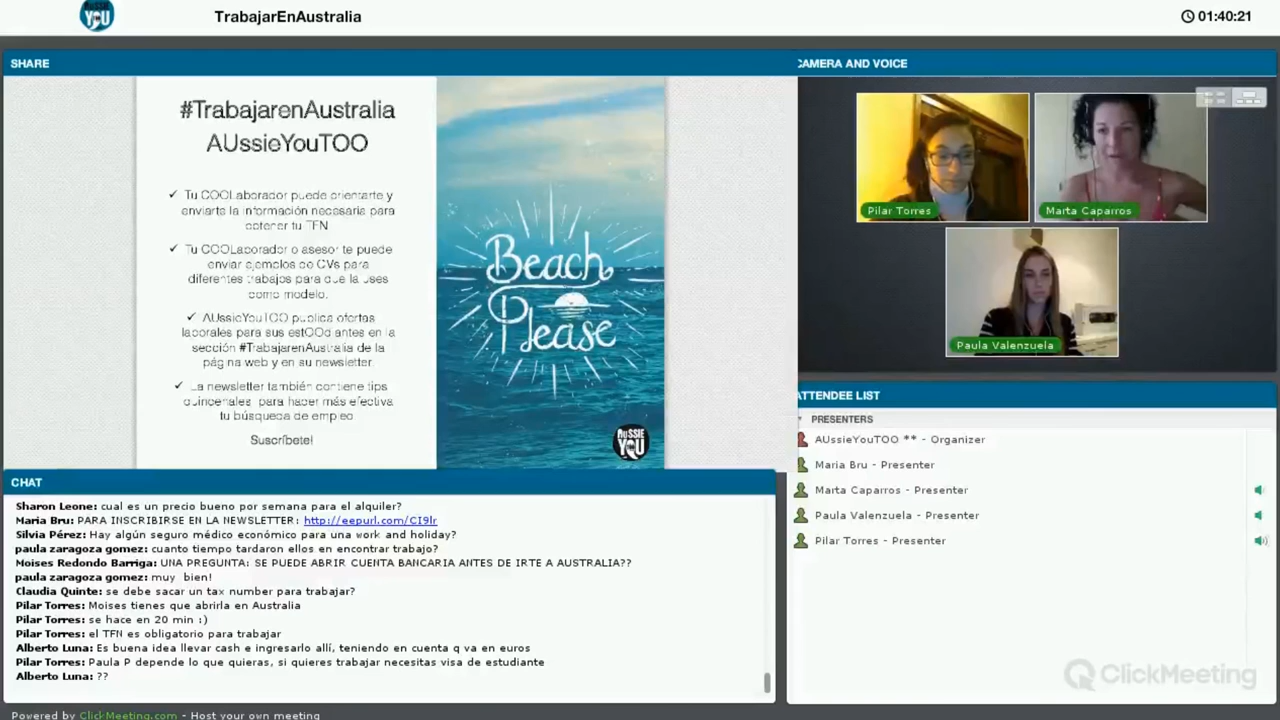 AUSSIE
YOU
TrabajarEnAustralia
01:40:21
SHARE
#TrabajarenAustralia
AUssieYouTOO
✓ Tu COOLaborador puede orientarte y
enviarte la información necesaria para
obtener tu TFN
✓ Tu COOLaborador o asesor te puede
enviar ejemplos de CVs para
diferentes trabajos para que la uses
como modelo.
✓ AUssieYouTOO publica ofertas
laborales para sus estOOdiantes en la
sección #TrabajarenAustralia de la
página web y en su newsletter.
✓ La newsletter también contiene tips
quincenales para hacer más efectiva
tu búsqueda de empleo
Suscríbete!
Beach
Please
AUSSIE
YOU
CAMERA AND VOICE
Pilar Torres
Marta Caparros
Paula Valenzuela
ATTENDEE LIST
PRESENTERS
AUssieYouTOO ** - Organizer
Maria Bru - Presenter
Marta Caparros - Presenter
Paula Valenzuela - Presenter
Pilar Torres - Presenter
CHAT
Sharon Leone: cual es un precio bueno por semana para el alquiler?
Maria Bru: PARA INSCRIBIRSE EN LA NEWSLETTER: http://eepurl.com/CI9lr
Silvia Pérez: Hay algún seguro médico económico para una work and holiday?
paula zaragoza gomez: cuanto tiempo tardaron ellos en encontrar trabajo?
Moises Redondo Barriga: UNA PREGUNTA: SE PUEDE ABRIR CUENTA BANCARIA ANTES DE IRTE A AUSTRALIA??
paula zaragoza gomez: muy bien!
Claudia Quinte: se debe sacar un tax number para trabajar?
Pilar Torres: Moises tienes que abrirla en Australia
Pilar Torres: se hace en 20 min :)
Pilar Torres: el TFN es obligatorio para trabajar
Alberto Luna: Es buena idea llevar cash e ingresarlo allí, teniendo en cuenta q va en euros
Pilar Torres: Paula P depende lo que quieras, si quieres trabajar necesitas visa de estudiante
Alberto Luna: ??
ClickMeeting
Powered by ClickMeeting.com - Host your own meeting